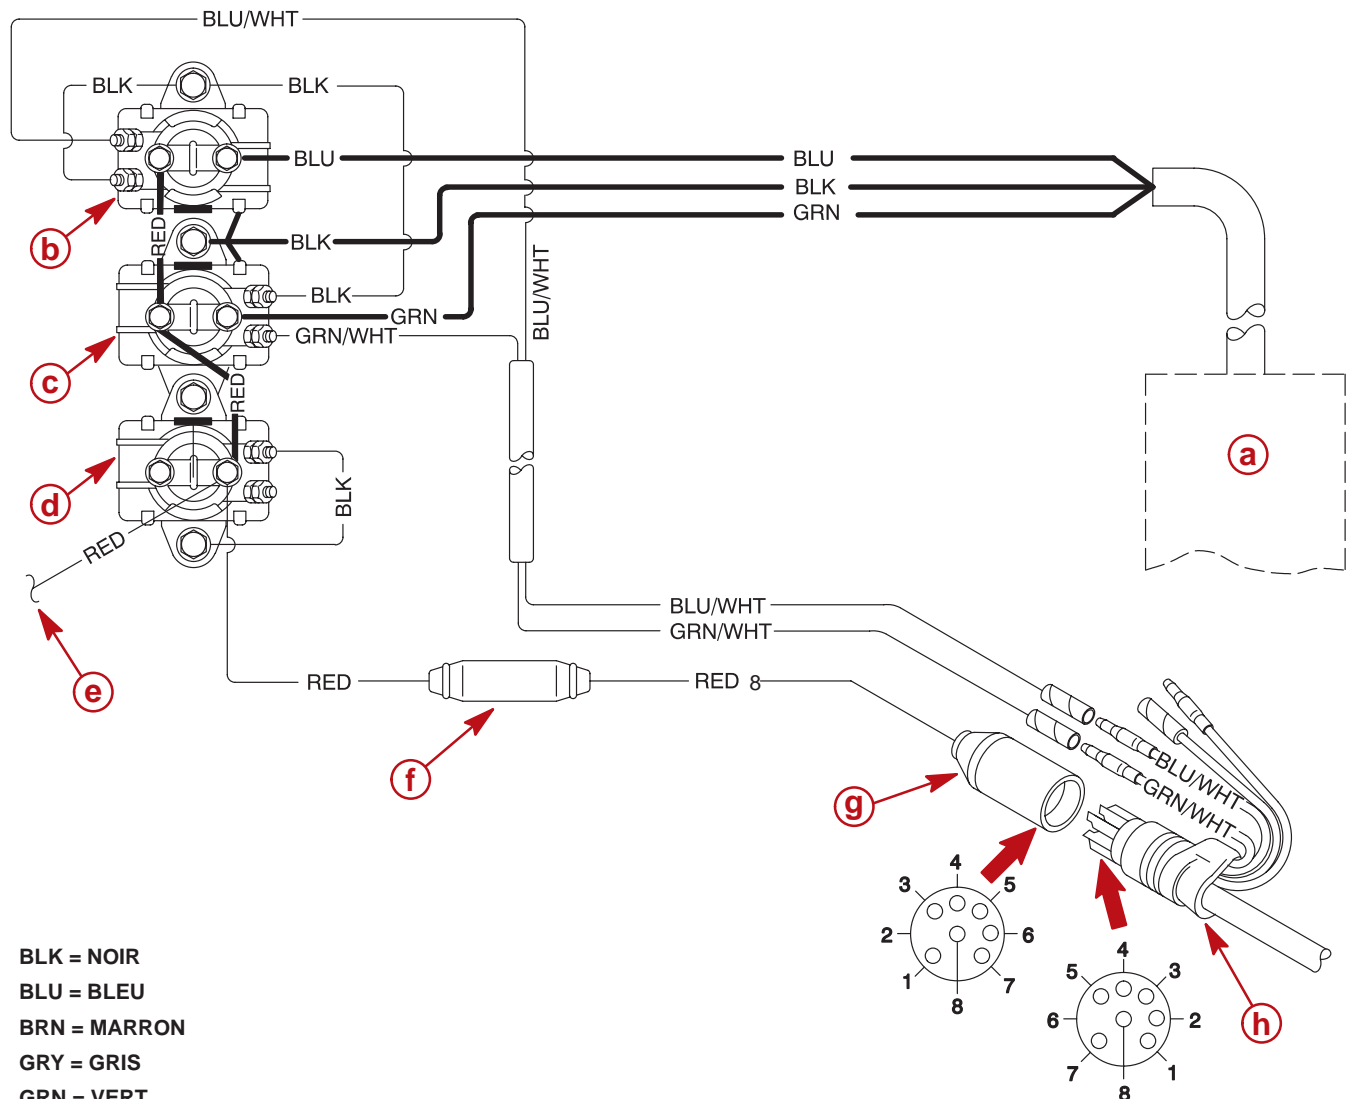 BLU/WHT
BLK
BLK
BLU
BLU
BLK
GRN
b
RED
BLK
BLK
GRN
GRN/WHT
BLU/WHT
c
RED
a
d
BLK
RED
e
BLU/WHT
GRN/WHT
RED
RED 8
f
g
BLU/WHT
GRN/WHT
4
3
5
2
6
1
7
8
4
5
3
6
2
7
1
8
h
BLK = NOIR
BLU = BLEU
BRN = MARRON
GRY = GRIS
GRN = VERT